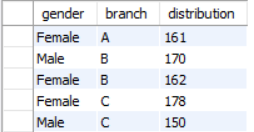 gender branch distribution
Female A 161
Male B 170
Female B 162
Female C 178
Male C 150